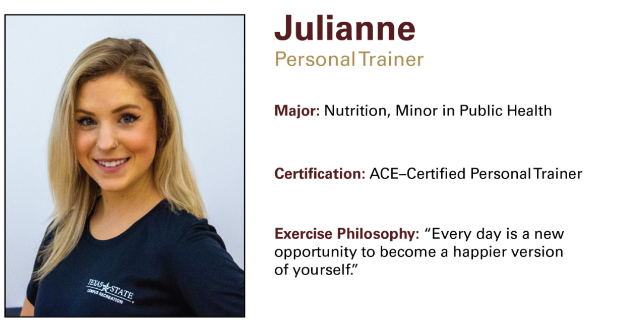 Julianne
Personal Trainer
Major: Nutrition, Minor in Public Health
Certification: ACE–Certified Personal Trainer
Exercise Philosophy: “Every day is a new
opportunity to become a happier version
of yourself.”
TEXAS STATE
CAMPUS RECREATION